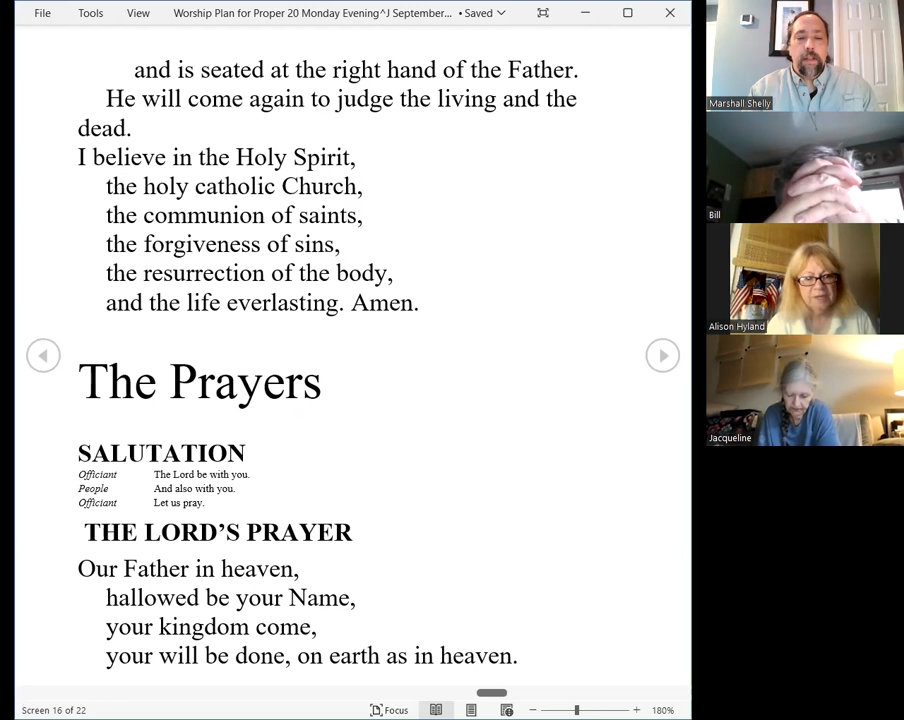 File Tools View Worship Plan for Proper 20 Monday Evening^J September... • Saved
and is seated at the right hand of the Father.
He will come again to judge the living and the
dead.
I believe in the Holy Spirit,
the holy catholic Church,
the communion of saints,
the forgiveness of sins,
the resurrection of the body,
and the life everlasting. Amen.
The Prayers
SALUTATION
Officiant The Lord be with you.
People And also with you.
Officiant Let us pray.
THE LORD’S PRAYER
Our Father in heaven,
hallowed be your Name,
your kingdom come,
your will be done, on earth as in heaven.
Screen 16 of 22 Focus 180%
Marshall Shelly
Bill
Alison Hyland
Jacqueline